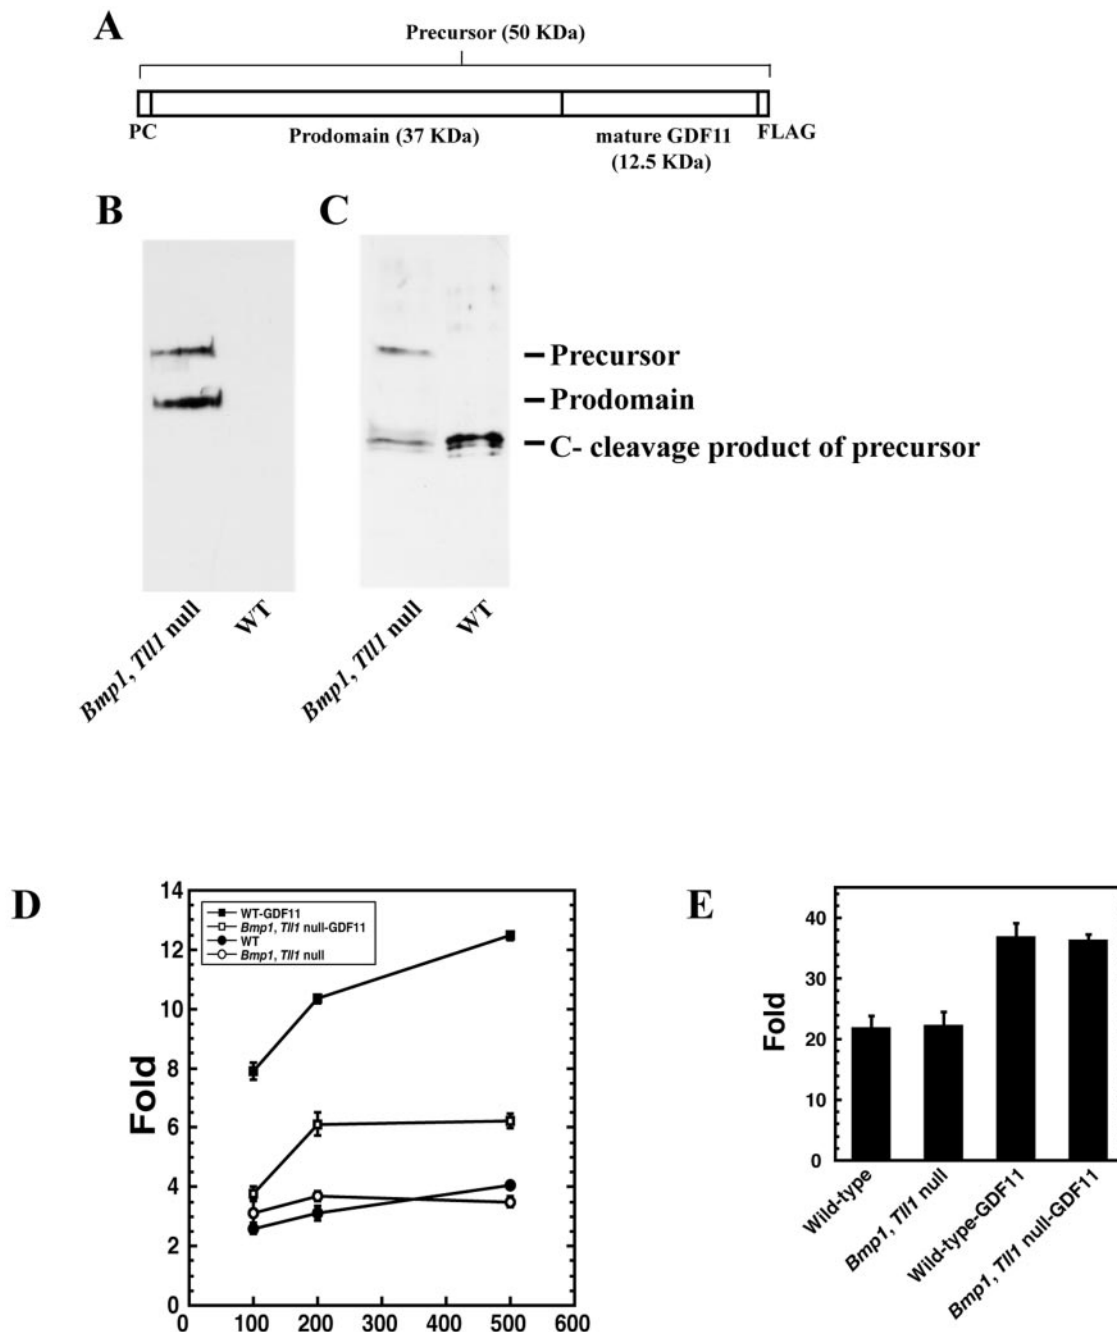 A
Precursor (50 KDa)
PC
Prodomain (37 KDa)
mature GDF11
(12.5 KDa)
FLAG
B
C
Precursor
Prodomain
C- cleavage product of precursor
Bmp1, Tll1 null
WT
Bmp1, Tll1 null
WT
D
Fold
14
12
10
8
6
4
2
0
WT-GDF11
Bmp1, Tll1 null-GDF11
WT
Bmp1, Tll1 null
0 100 200 300 400 500 600
E
Fold
40
30
20
10
0
Wild-type
Bmp1, Tll1 null
Wild-type-GDF11
Bmp1, Tll1 null-GDF11